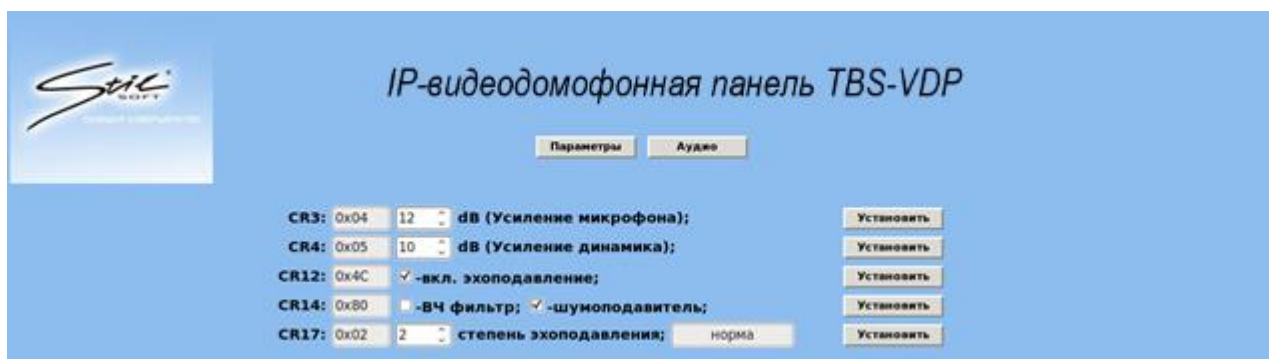 Stil
SOFT
IP-видеодомофонная панель TBS-VDP
Параметры Аудио
CR3: 0x04 12 dB (Усиление микрофона); Установить
CR4: 0x05 10 dB (Усиление динамика); Установить
CR12: 0x4C -вкл. эхоподавление; Установить
CR14: 0x80 -ВЧ фильтр; -шумоподавитель; Установить
CR17: 0x02 2 степень эхоподавления; норма Установить